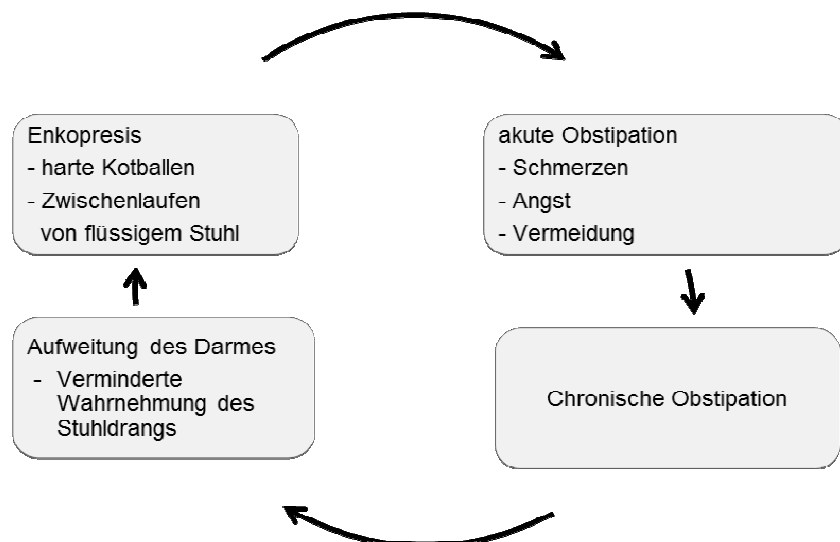 Enkopresis
- harte Kotballen
- Zwischenlaufen
von flüssigem Stuhl
akute Obstipation
- Schmerzen
- Angst
- Vermeidung
Aufweitung des Darmes
- Verminderte
Wahrnehmung des
Stuhldrangs
Chronische Obstipation